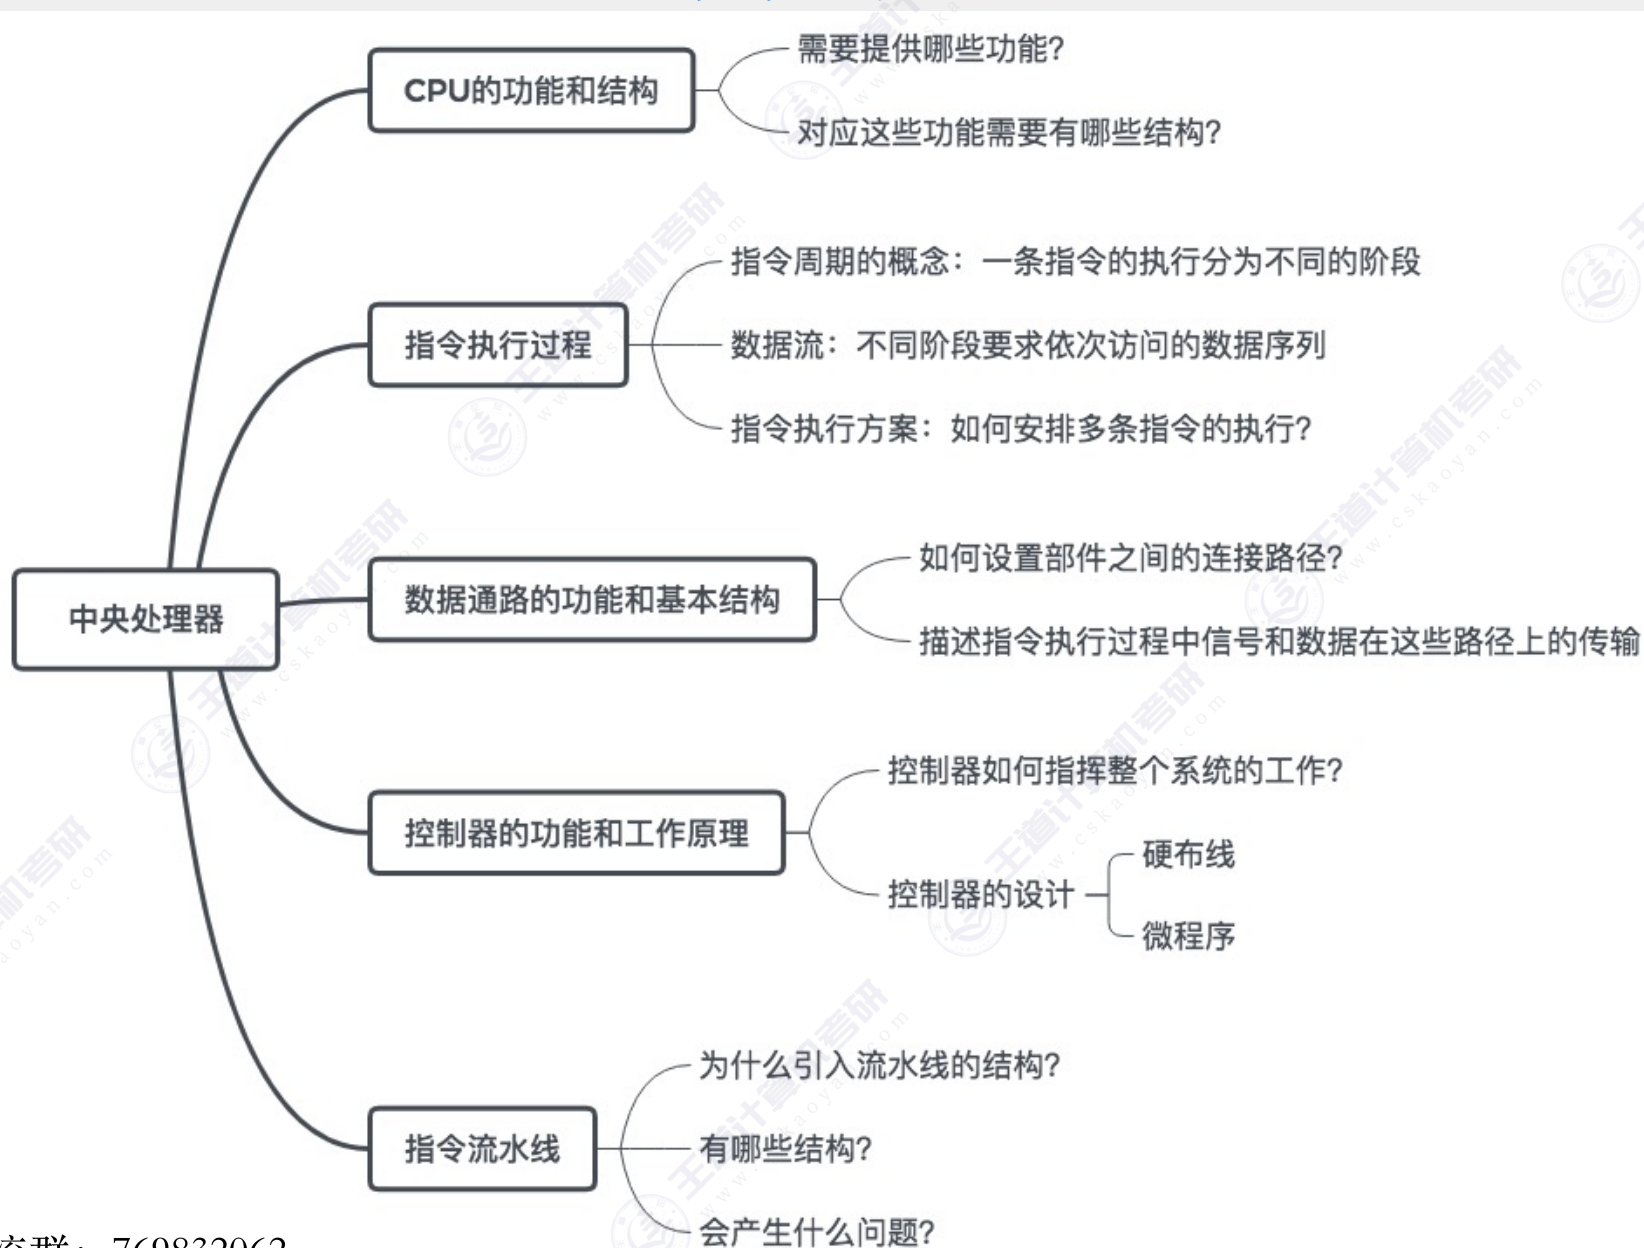 CPU的功能和结构
需要提供哪些功能?
对应这些功能需要有哪些结构?
指令执行过程
指令周期的概念：一条指令的执行分为不同的阶段
数据流：不同阶段要求依次访问的数据序列
指令执行方案：如何安排多条指令的执行?
中央处理器
数据通路的功能和基本结构
如何设置部件之间的连接路径?
描述指令执行过程中信号和数据在这些路径上的传输
控制器的功能和工作原理
控制器如何指挥整个系统的工作?
控制器的设计
硬布线
微程序
指令流水线
为什么引入流水线的结构?
有哪些结构?
会产生什么问题?
王道计算机考研
www.cskaoyan.com